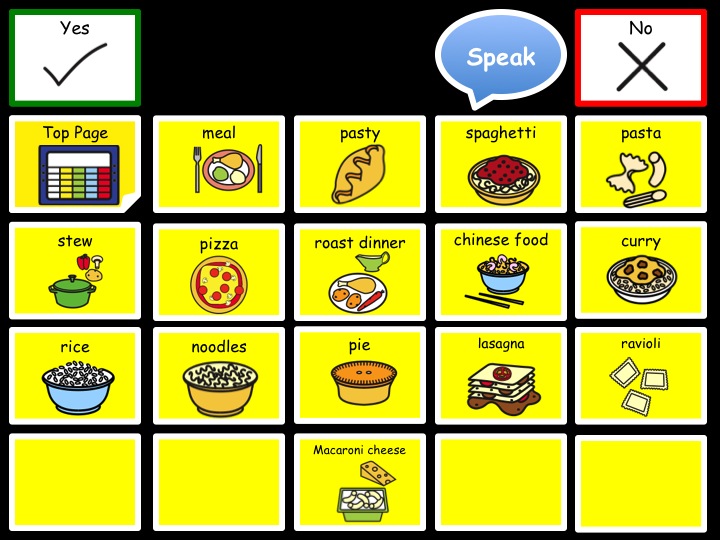 Yes
Speak
No
Top Page
meal
pasty
spaghetti
pasta
stew
pizza
roast dinner
chinese food
curry
rice
noodles
pie
lasagna
ravioli
Macaroni cheese